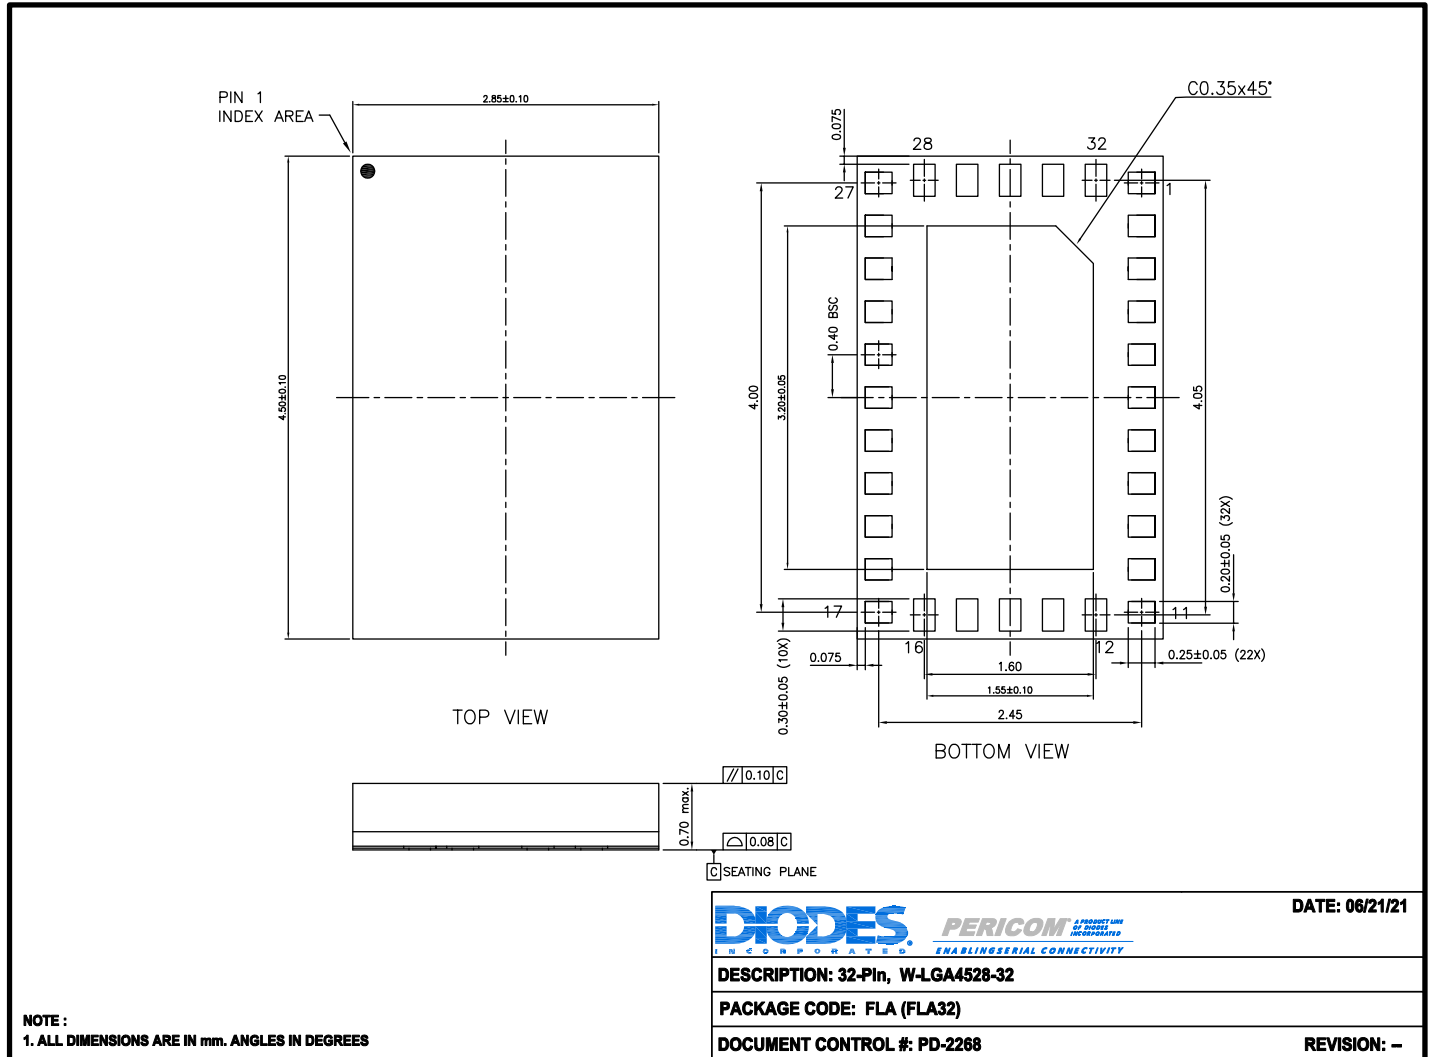 PIN 1
INDEX AREA
2.85±0.10
4.50±0.10
TOP VIEW
C0.35x45°
0.075
28
32
27
1
0.40 BSC
4.00
3.20±0.05
4.05
0.20±0.05 (32X)
17
11
16
12
0.075
0.30±0.05 (10X)
0.25±0.05 (22X)
1.60
1.55±0.10
2.45
BOTTOM VIEW
// 0.10 C
0.70 max.
0.08 C
C SEATING PLANE
DIODES
INCORPORATED
PERICOM®
A PRODUCT LINE
OF DIODES
INCORPORATED
ENABLING SERIAL CONNECTIVITY
DATE: 06/21/21
DESCRIPTION: 32-Pin, W-LGA4528-32
PACKAGE CODE: FLA (FLA32)
DOCUMENT CONTROL #: PD-2268
REVISION: --
NOTE :
1. ALL DIMENSIONS ARE IN mm. ANGLES IN DEGREES